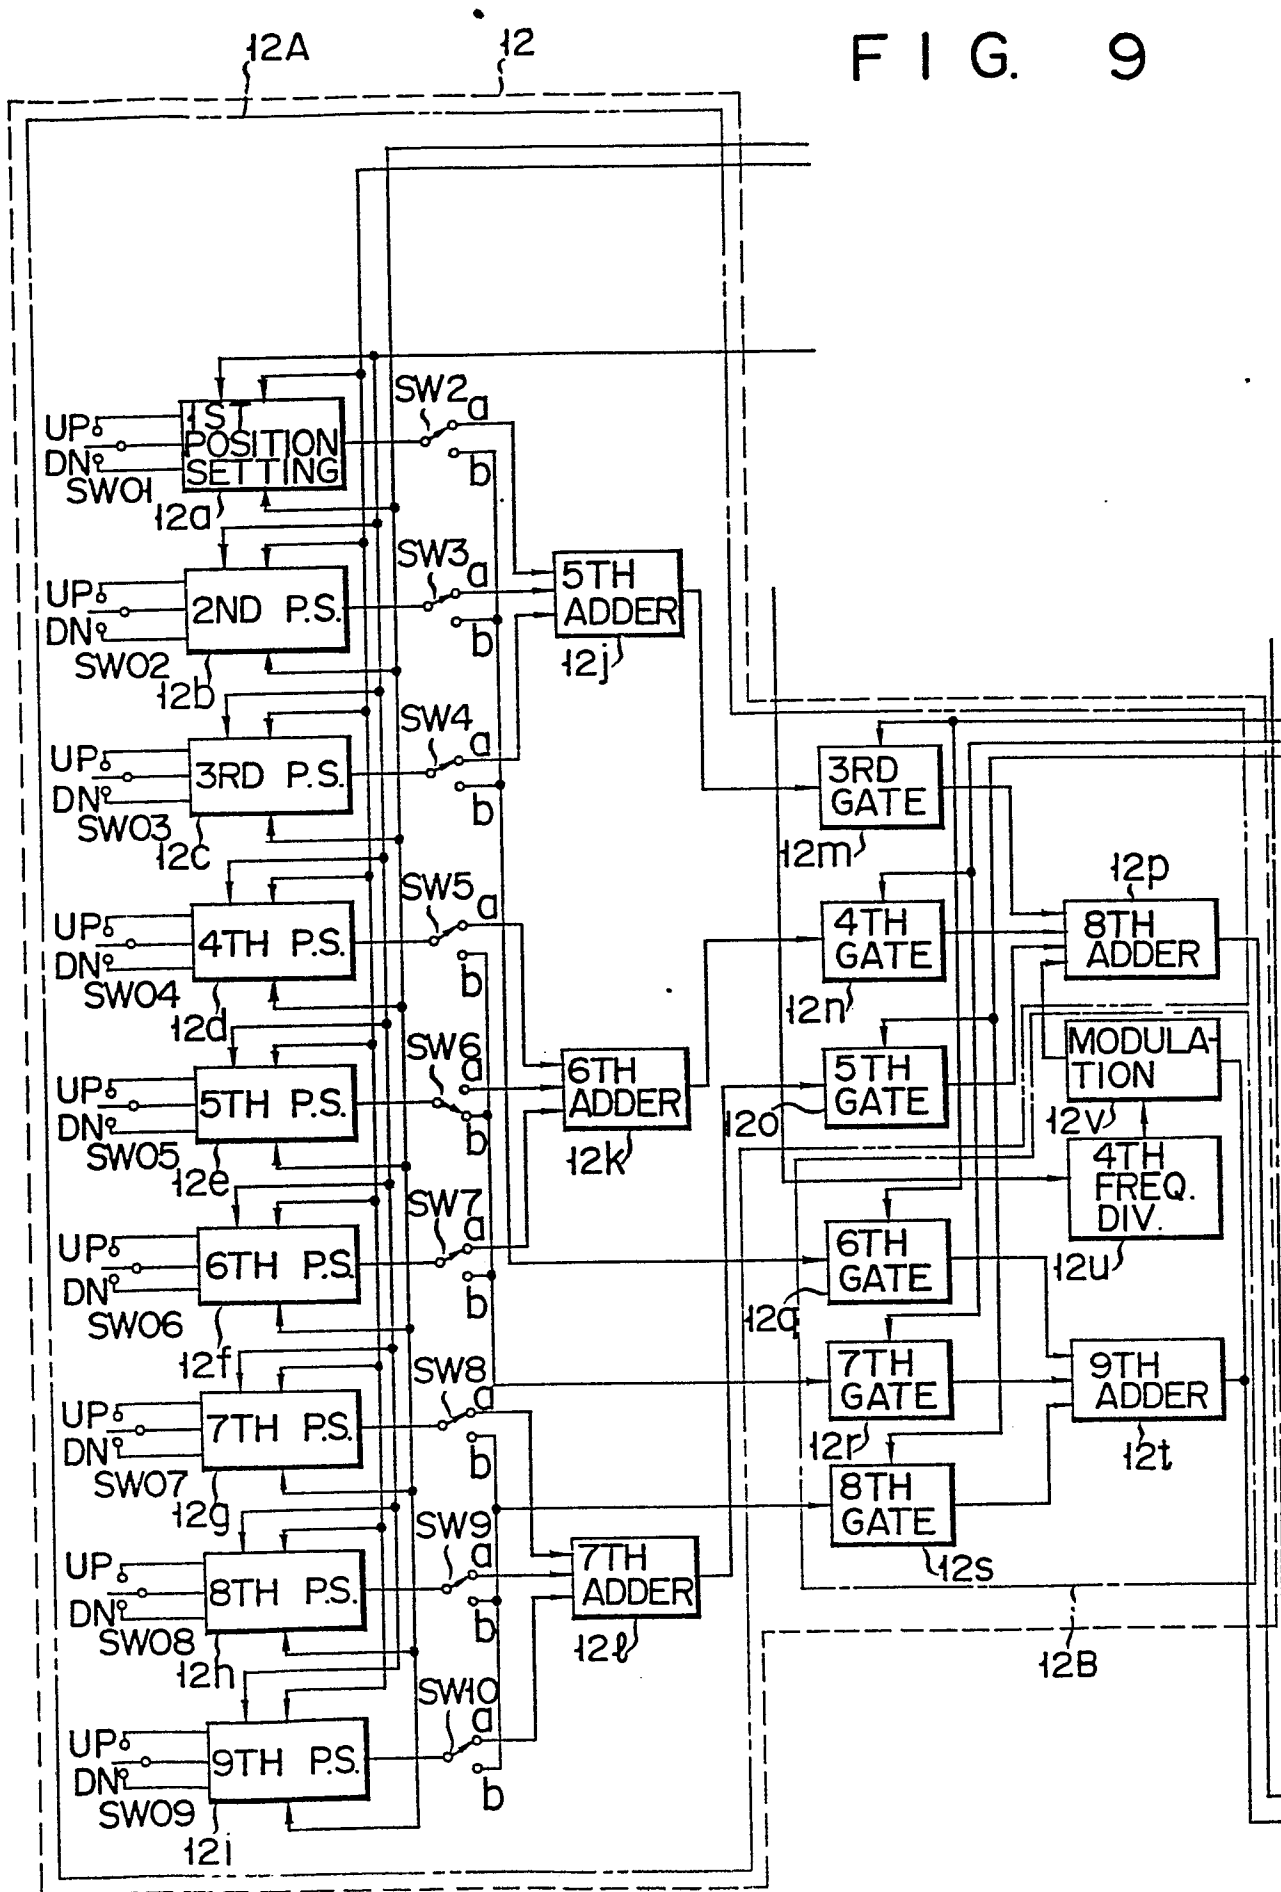 FIG. 9
12A
12
UP
DN
SW01
1ST
POSITION
SETTING
12a
SW2
a
b
UP
DN
SW02
2ND P.S.
12b
SW3
a
b
5TH
ADDER
12j
UP
DN
SW03
3RD P.S.
12c
SW4
a
b
3RD
GATE
12m
UP
DN
SW04
4TH P.S.
12d
SW5
a
b
4TH
GATE
12n
12p
8TH
ADDER
UP
DN
SW05
5TH P.S.
12e
SW6
a
b
6TH
ADDER
12k
5TH
GATE
12o
MODULA-
TION
12v
UP
DN
SW06
6TH P.S.
12f
SW7
a
b
6TH
GATE
12q
4TH
FREQ.
DIV.
12u
UP
DN
SW07
7TH P.S.
12g
SW8
a
b
7TH
GATE
12r
9TH
ADDER
12t
UP
DN
SW08
8TH P.S.
12h
SW9
a
b
7TH
ADDER
12ℓ
8TH
GATE
12s
12B
UP
DN
SW09
9TH P.S.
12i
SW10
a
b